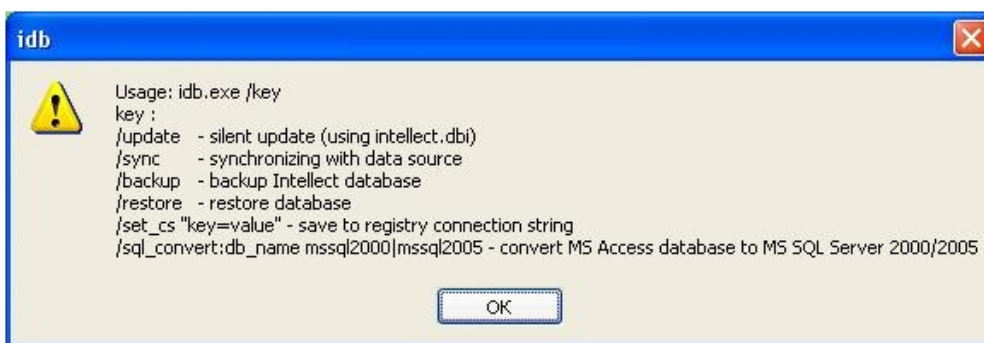 idb
Usage: idb.exe /key
key :
/update - silent update (using intellect.dbi)
/sync - synchronizing with data source
/backup - backup Intellect database
/restore - restore database
/set_cs "key=value" - save to registry connection string
/sql_convert:db_name mssql2000|mssql2005 - convert MS Access database to MS SQL Server 2000/2005
OK